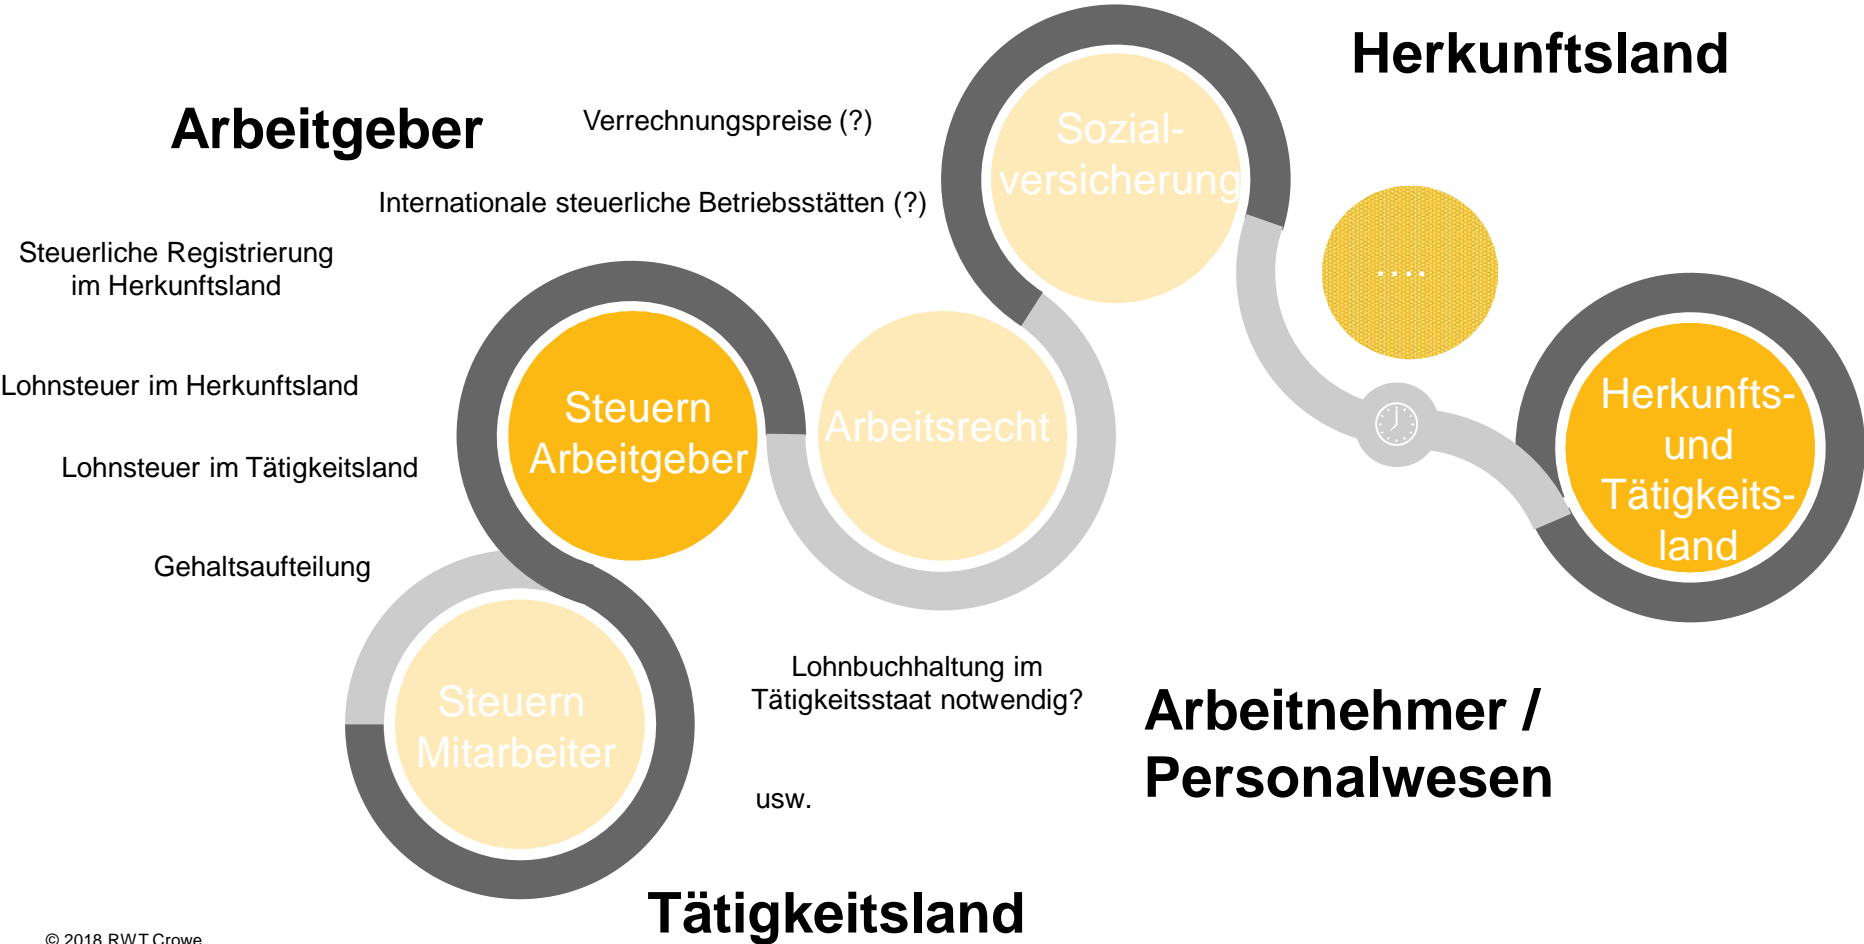 Herkunftsland
Arbeitgeber
Verrechnungspreise (?)
Sozial-
versicherung
Internationale steuerliche Betriebsstätten (?)
Steuerliche Registrierung
im Herkunftsland
....
Lohnsteuer im Herkunftsland
Steuern
Arbeitgeber
Arbeitsrecht
Herkunfts-
und
Tätigkeits-
land
Lohnsteuer im Tätigkeitsland
Gehaltsaufteilung
Steuern
Mitarbeiter
Lohnbuchhaltung im
Tätigkeitsstaat notwendig?
Arbeitnehmer /
Personalwesen
usw.
Tätigkeitsland
© 2018 RWT Crowe